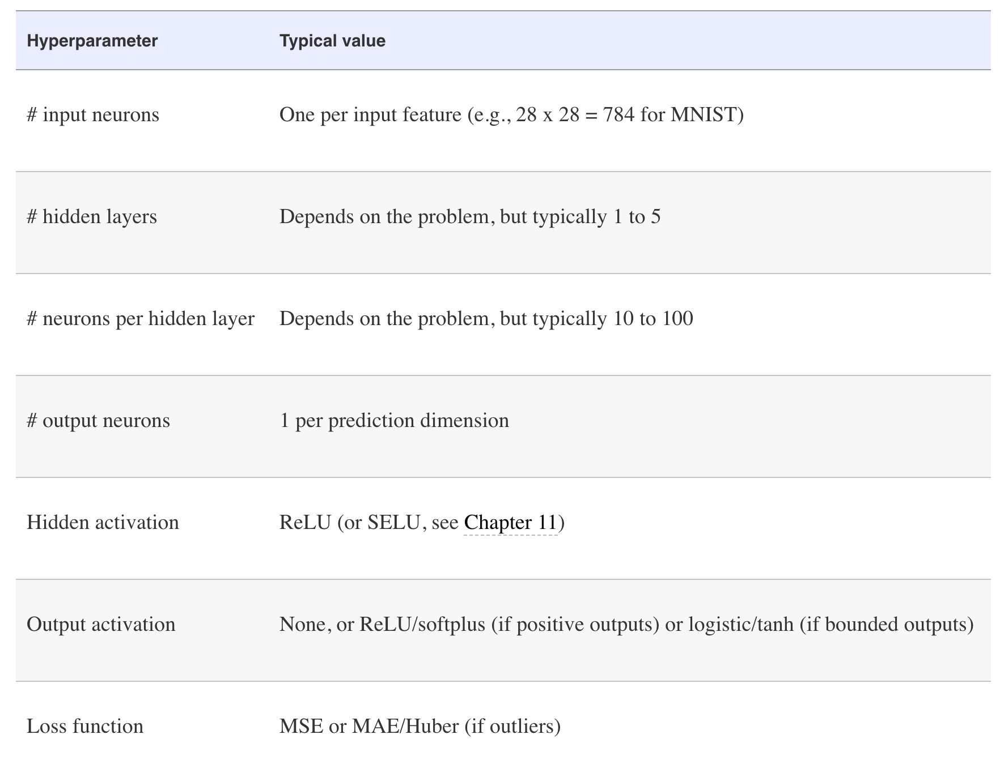 Hyperparameter Typical value
# input neurons One per input feature (e.g., 28 x 28 = 784 for MNIST)
# hidden layers Depends on the problem, but typically 1 to 5
# neurons per hidden layer Depends on the problem, but typically 10 to 100
# output neurons 1 per prediction dimension
Hidden activation ReLU (or SELU, see Chapter 11)
Output activation None, or ReLU/softplus (if positive outputs) or logistic/tanh (if bounded outputs)
Loss function MSE or MAE/Huber (if outliers)